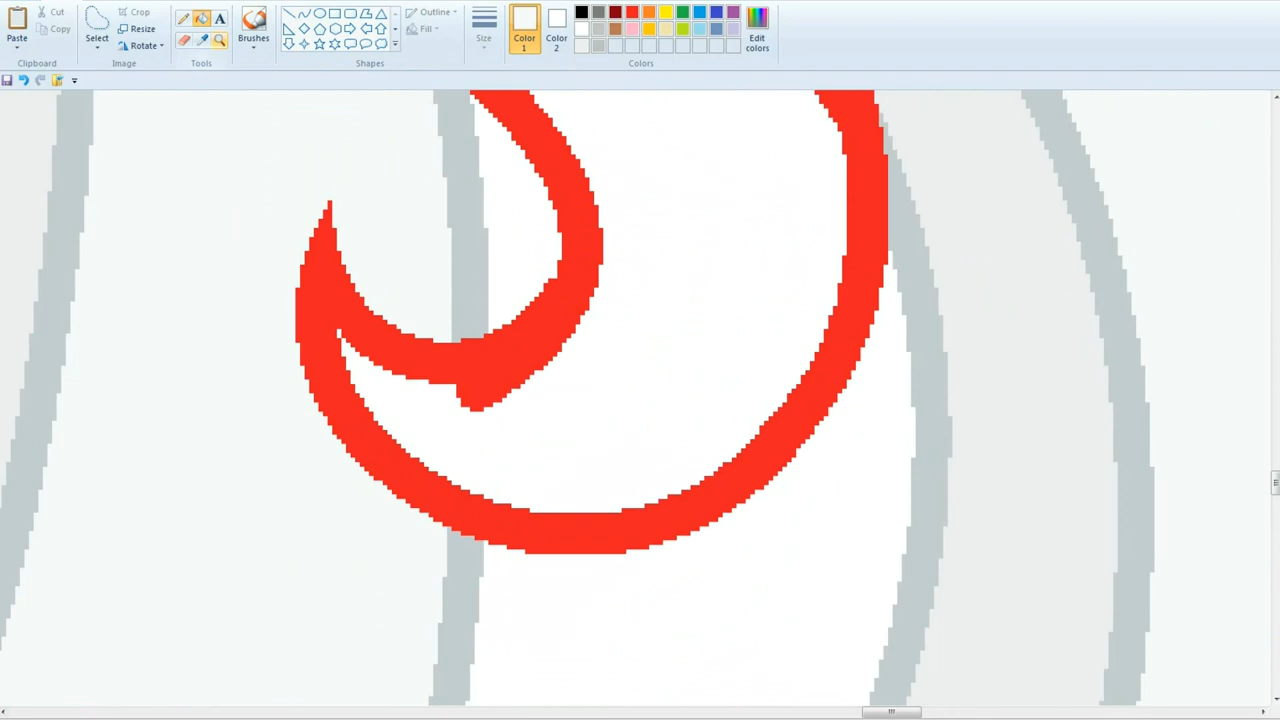 Paste
Cut
Copy
Clipboard
Select
Crop
Resize
Rotate
Image
A
Tools
Brushes
Outline
Fill
Shapes
Size
Color
1
Color
2
Edit
colors
Colors